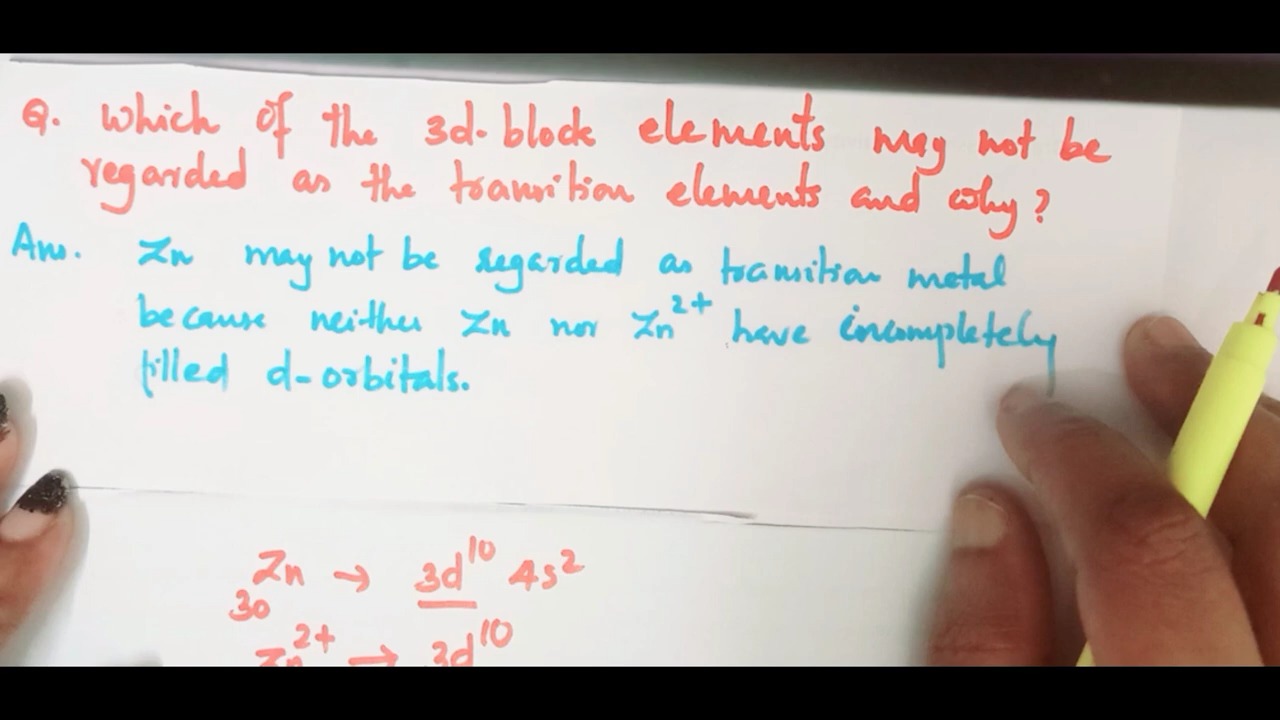 Q. Which of the 3d-block elements may not be
regarded as the transition elements and why?
Ans. Zn may not be regarded as transition metal
because neither Zn nor Zn²⁺ have incompletely
filled d-orbitals.
₃₀Zn → 3d¹⁰ 4s²
Zn²⁺ → 3d¹⁰